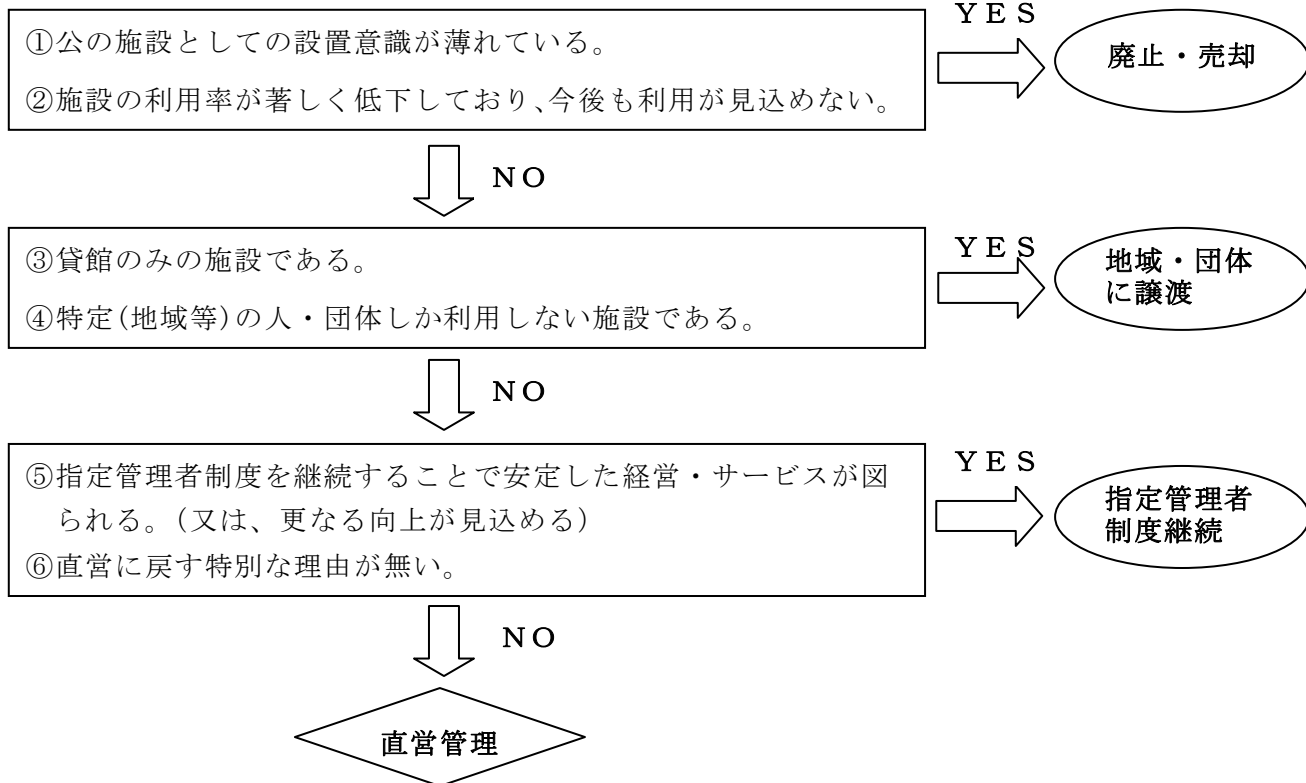 ①公の施設としての設置意識が薄れている。
②施設の利用率が著しく低下しており、今後も利用が見込めない。
ＹＥＳ
廃止・売却
ＮＯ
③貸館のみの施設である。
④特定(地域等)の人・団体しか利用しない施設である。
ＹＥＳ
地域・団体
に譲渡
ＮＯ
⑤指定管理者制度を継続することで安定した経営・サービスが図
られる。（又は、更なる向上が見込める）
⑥直営に戻す特別な理由が無い。
ＹＥＳ
指定管理者
制度継続
ＮＯ
直営管理